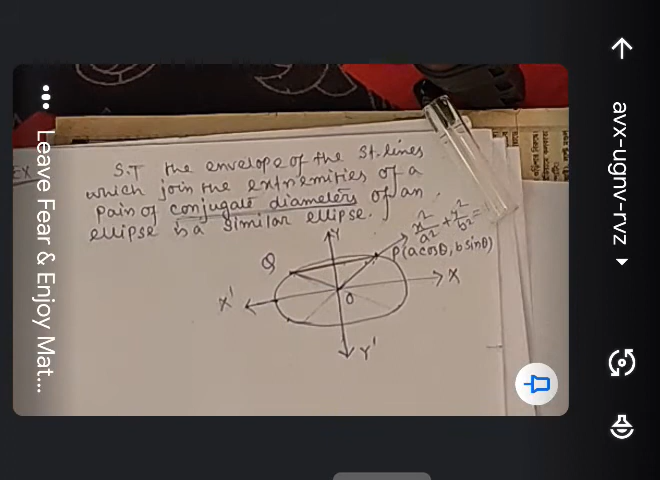 S.T the envelope of the St. lines
which join the extremities of a
pair of conjugate diameters of an
ellipse is a similar ellipse.
x²/a² + y²/b² =
P(a cosθ, b sinθ)
Y
Q
X
X'
O
Y'
EX
Leave Fear & Enjoy Mat...
avx-ugnv-rvz